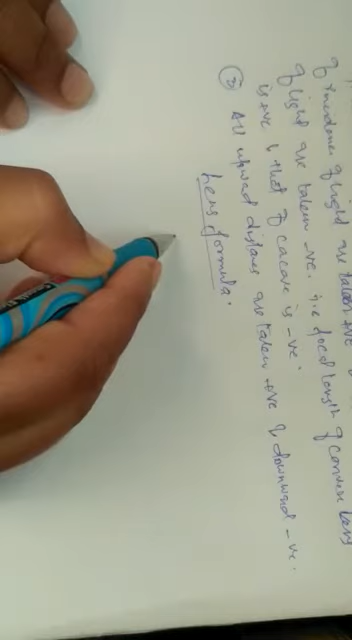 of incidence of light are taken +ve
of light are taken -ve. i.e focal length of convex lens
is +ve & that of cacave is -ve.
③ All upward distances are taken +ve & downward -ve.
Lens formula.